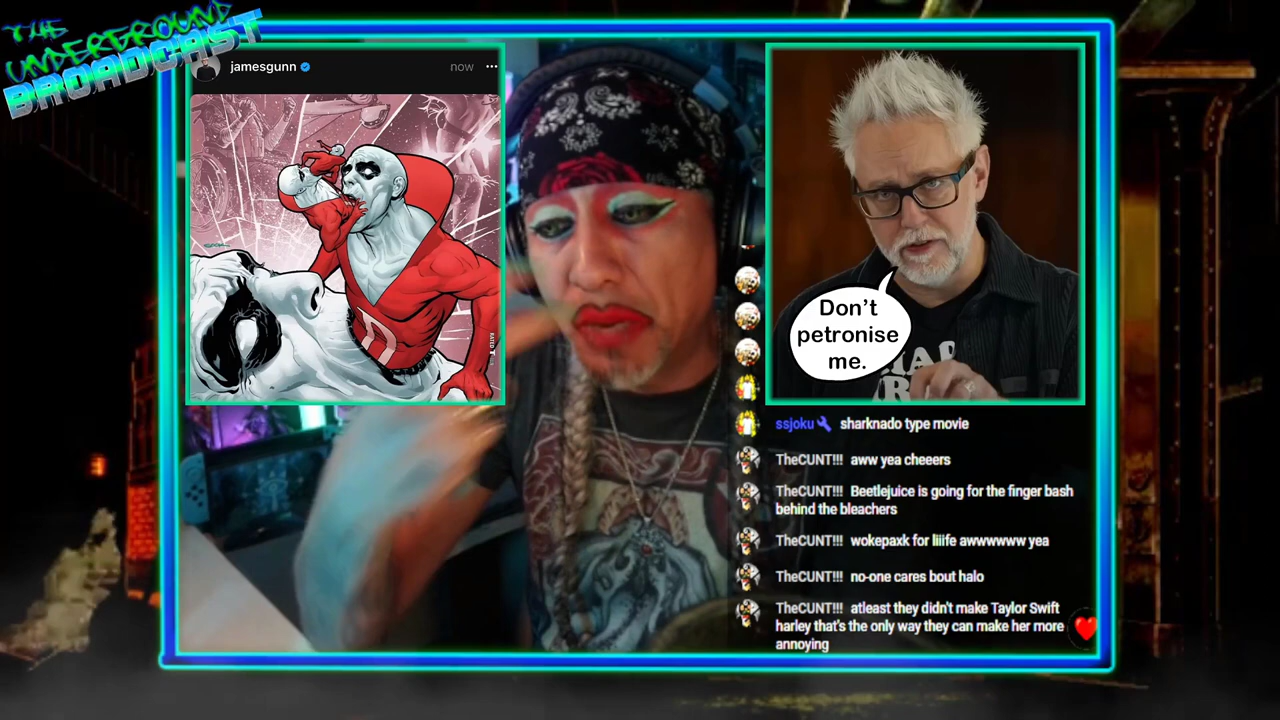 THE
UNDERGROUND
BROADCAST
jamesgunn
now
Don't
petronise
me.
ssjoku sharknado type movie
TheCUNT!!! aww yea cheeers
TheCUNT!!! Beetlejuice is going for the finger bash
behind the bleachers
TheCUNT!!! wokepaxk for liiife awwwwww yea
TheCUNT!!! no-one cares bout halo
TheCUNT!!! atleast they didn't make Taylor Swift
harley that's the only way they can make her more
annoying